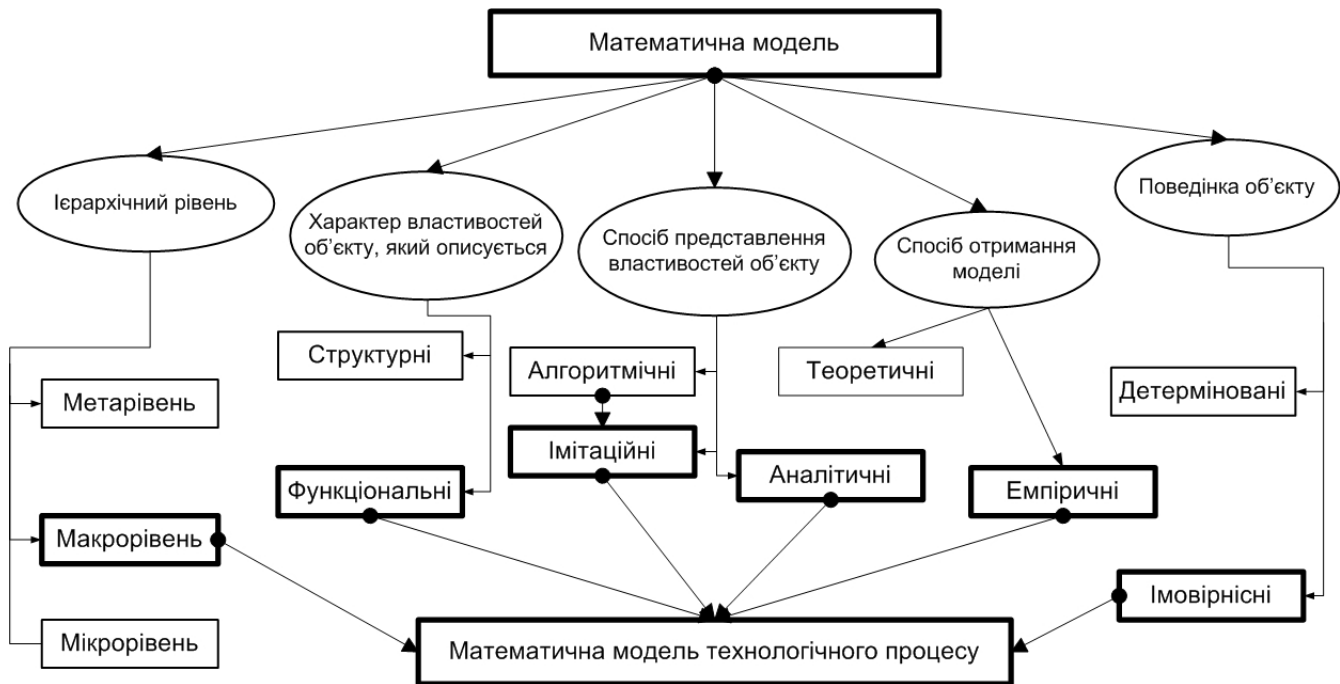 Математична модель
Ієрархічний рівень
Характер властивостей
об’єкту, який описується
Спосіб представлення
властивостей об’єкту
Спосіб отримання
моделі
Поведінка об’єкту
Структурні
Алгоритмічні
Теоретичні
Метарівень
Детерміновані
Імітаційні
Функціональні
Аналітичні
Емпіричні
Макрорівень
Імовірнісні
Мікрорівень
Математична модель технологічного процесу